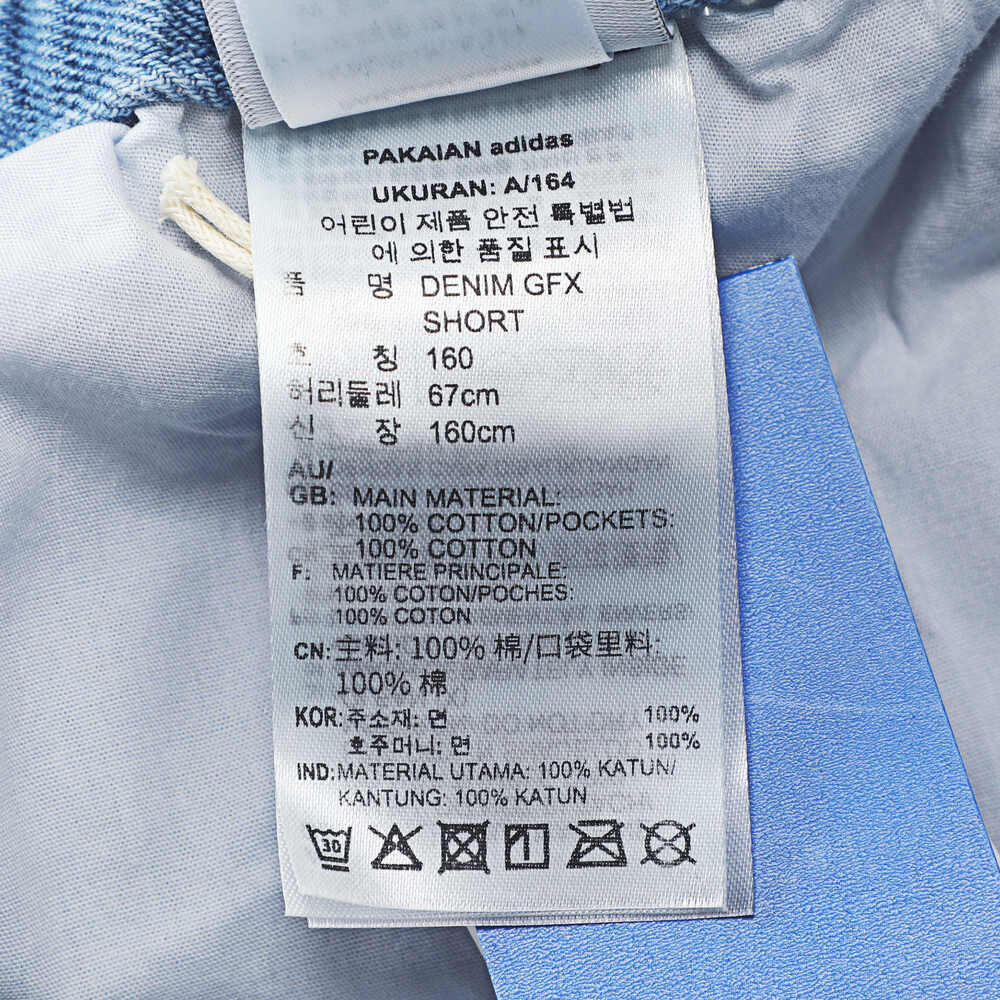 PAKAIAN adidas
UKURAN: A/164
어린이 제품 안전 특별법
에 의한 품질 표시
품 명 DENIM GFX
SHORT
호 칭 160
허리둘레 67cm
신 장 160cm
AU/
GB: MAIN MATERIAL:
100% COTTON/POCKETS:
100% COTTON
F: MATIERE PRINCIPALE:
100% COTON/POCHES:
100% COTON
CN: 主料: 100% 棉/口袋里料:
100% 棉
KOR: 주소재: 면 100%
호주머니: 면 100%
IND: MATERIAL UTAMA: 100% KATUN/
KANTUNG: 100% KATUN
30